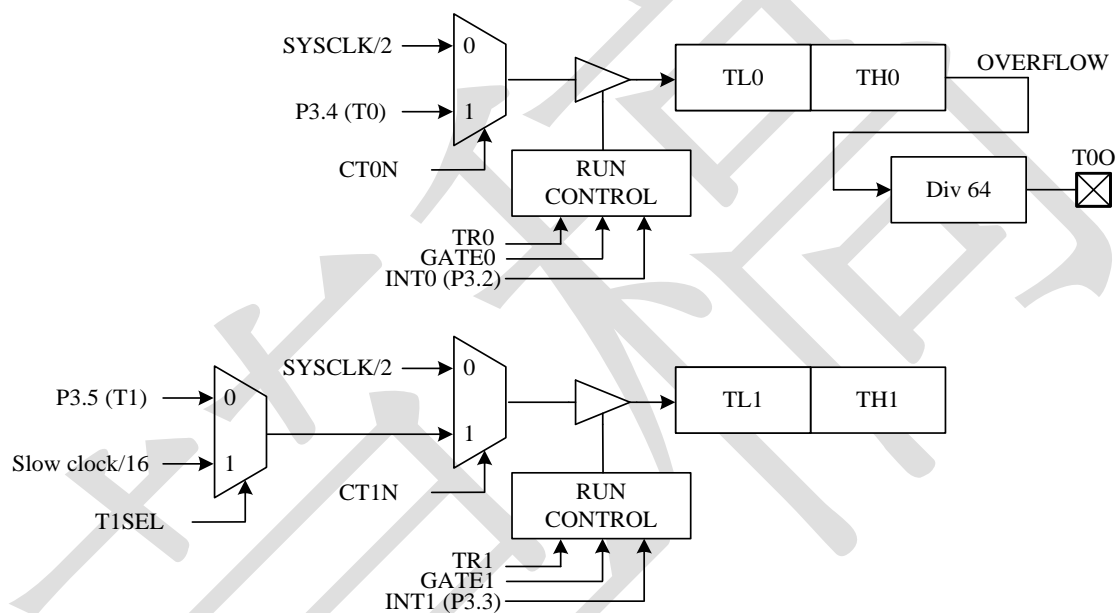 SYSCLK/2
0
P3.4 (T0)
1
CT0N
TL0
TH0
OVERFLOW
RUN
CONTROL
Div 64
T0O
TR0
GATE0
INT0 (P3.2)
SYSCLK/2
0
P3.5 (T1)
0
1
Slow clock/16
1
T1SEL
CT1N
TL1
TH1
RUN
CONTROL
TR1
GATE1
INT1 (P3.3)